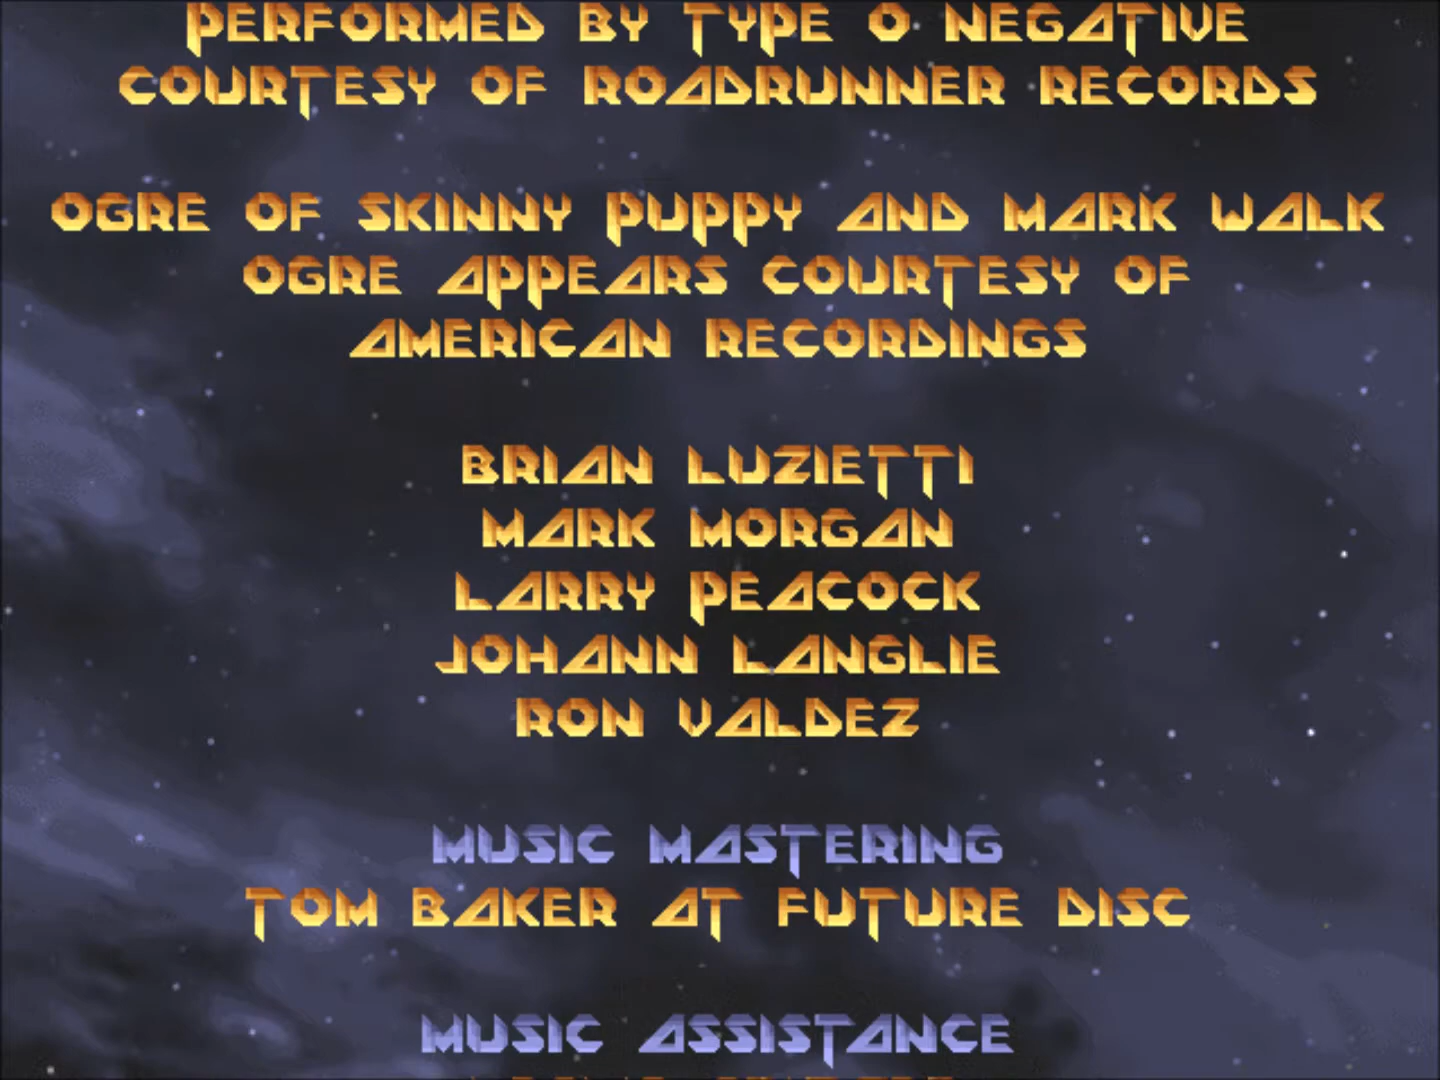 PERFORMED BY TYPE O NEGATIVE
COURTESY OF ROADRUNNER RECORDS
OGRE OF SKINNY PUPPY AND MARK WALK
OGRE APPEARS COURTESY OF
AMERICAN RECORDINGS
BRIAN LUZIETTI
MARK MORGAN
LARRY PEACOCK
JOHANN LANGLIE
RON VALDEZ
MUSIC MASTERING
TOM BAKER AT FUTURE DISC
MUSIC ASSISTANCE